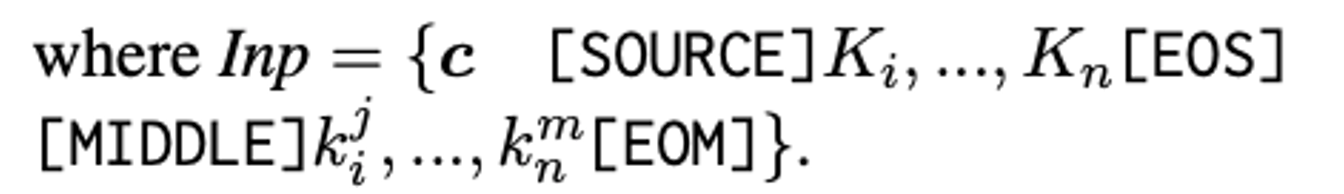 where Inp = {c [SOURCE]K_i, ..., K_n[EOS]
[MIDDLE]k_i^j, ..., k_n^m[EOM]}.